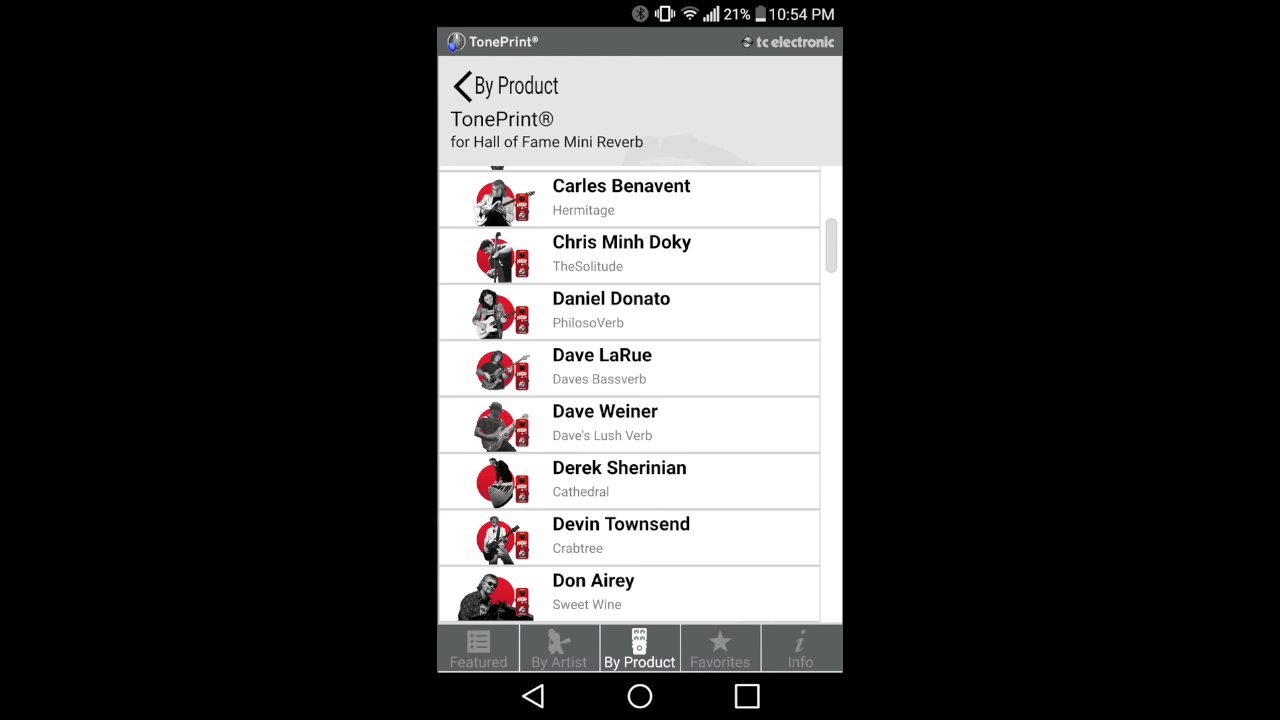 21% 10:54 PM
TonePrint® tc electronic
By Product
TonePrint®
for Hall of Fame Mini Reverb
Carles Benavent
Hermitage
Chris Minh Doky
TheSolitude
Daniel Donato
PhilosoVerb
Dave LaRue
Daves Bassverb
Dave Weiner
Dave's Lush Verb
Derek Sherinian
Cathedral
Devin Townsend
Crabtree
Don Airey
Sweet Wine
Featured By Artist By Product Favorites Info